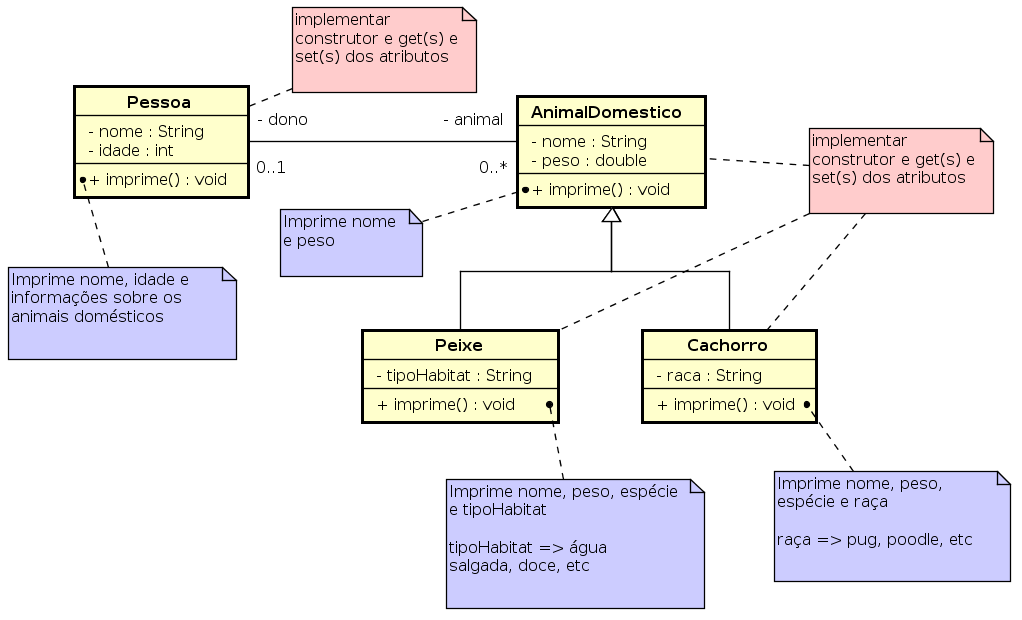 implementar
construtor e get(s) e
set(s) dos atributos
Pessoa
- nome : String
- idade : int
+ imprime() : void
- dono
- animal
0..1
0..*
AnimalDomestico
- nome : String
- peso : double
+ imprime() : void
implementar
construtor e get(s) e
set(s) dos atributos
Imprime nome
e peso
Imprime nome, idade e
informações sobre os
animais domésticos
Peixe
- tipoHabitat : String
+ imprime() : void
Cachorro
- raca : String
+ imprime() : void
Imprime nome, peso, espécie
e tipoHabitat
tipoHabitat => água
salgada, doce, etc
Imprime nome, peso,
espécie e raça
raça => pug, poodle, etc